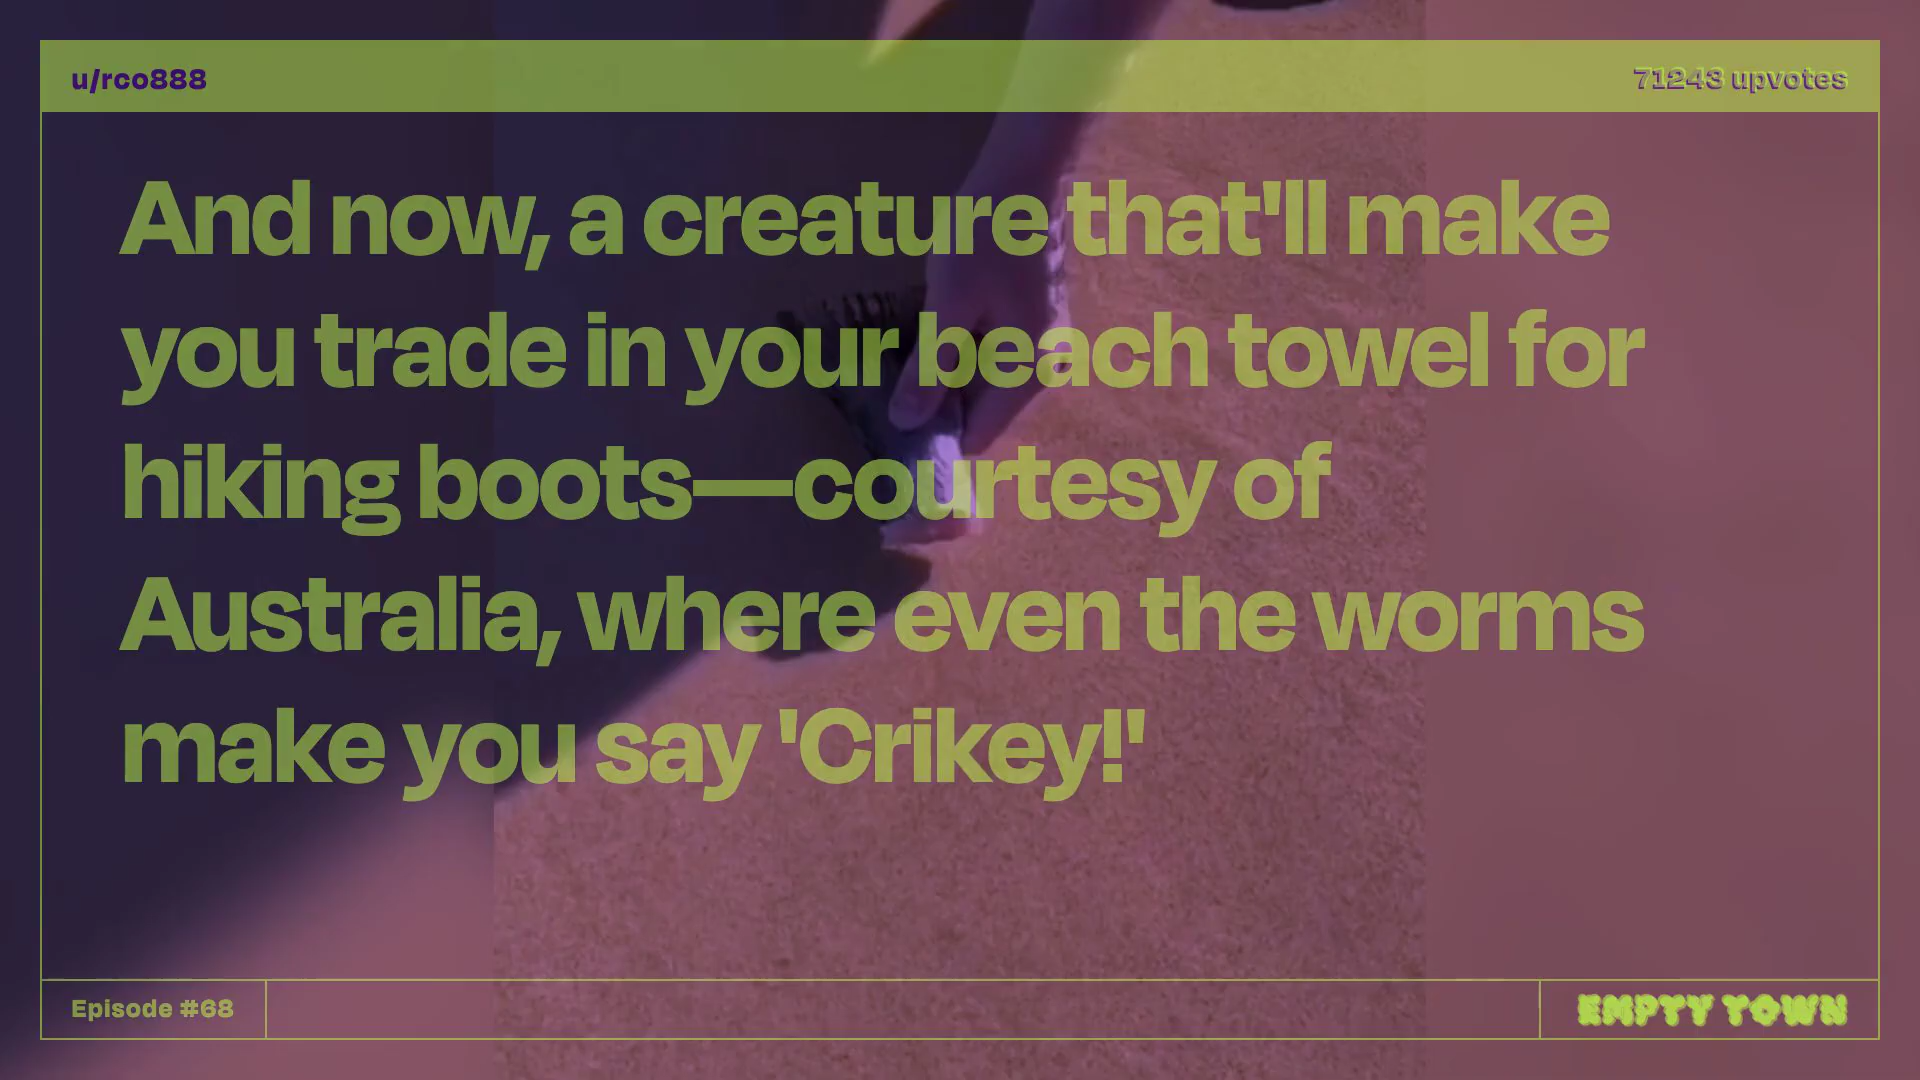 u/rco888
71243 upvotes
And now, a creature that'll make
you trade in your beach towel for
hiking boots—courtesy of
Australia, where even the worms
make you say 'Crikey!'
Episode #68
EMPTY TOWN